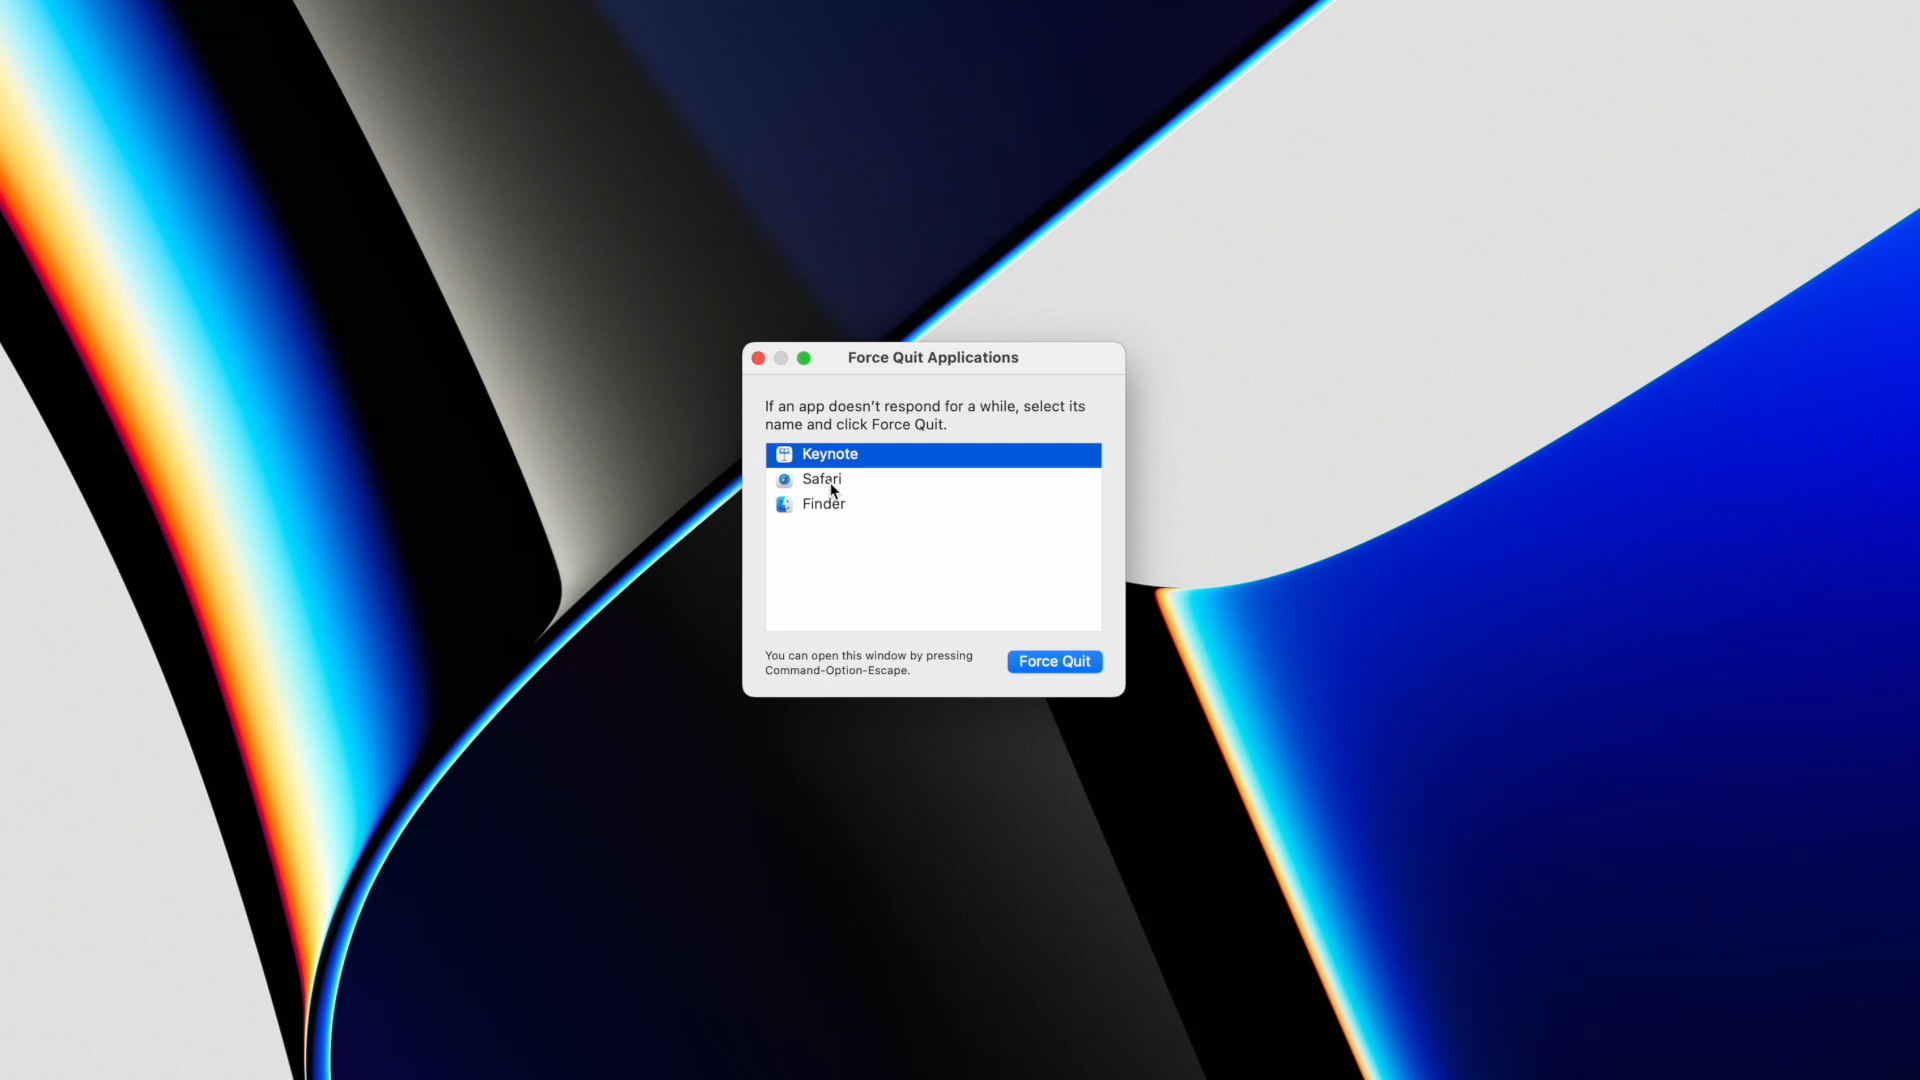 Force Quit Applications
If an app doesn’t respond for a while, select its
name and click Force Quit.
Keynote
Safari
Finder
You can open this window by pressing
Command-Option-Escape.
Force Quit